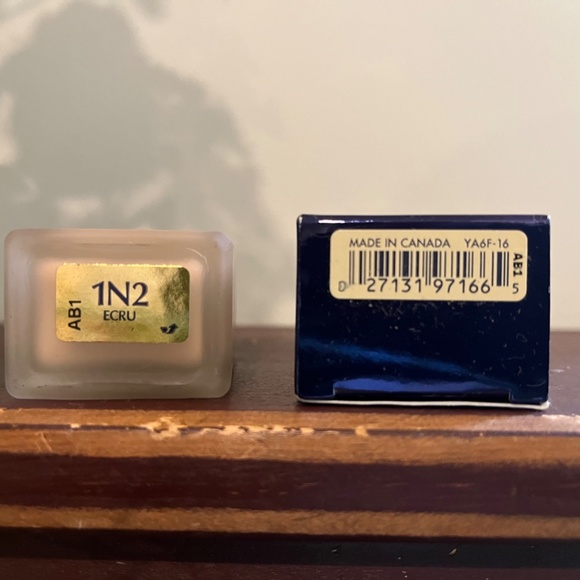 AB1
1N2
ECRU
MADE IN CANADA YA6F-16
AB1
D 27131 97166 5